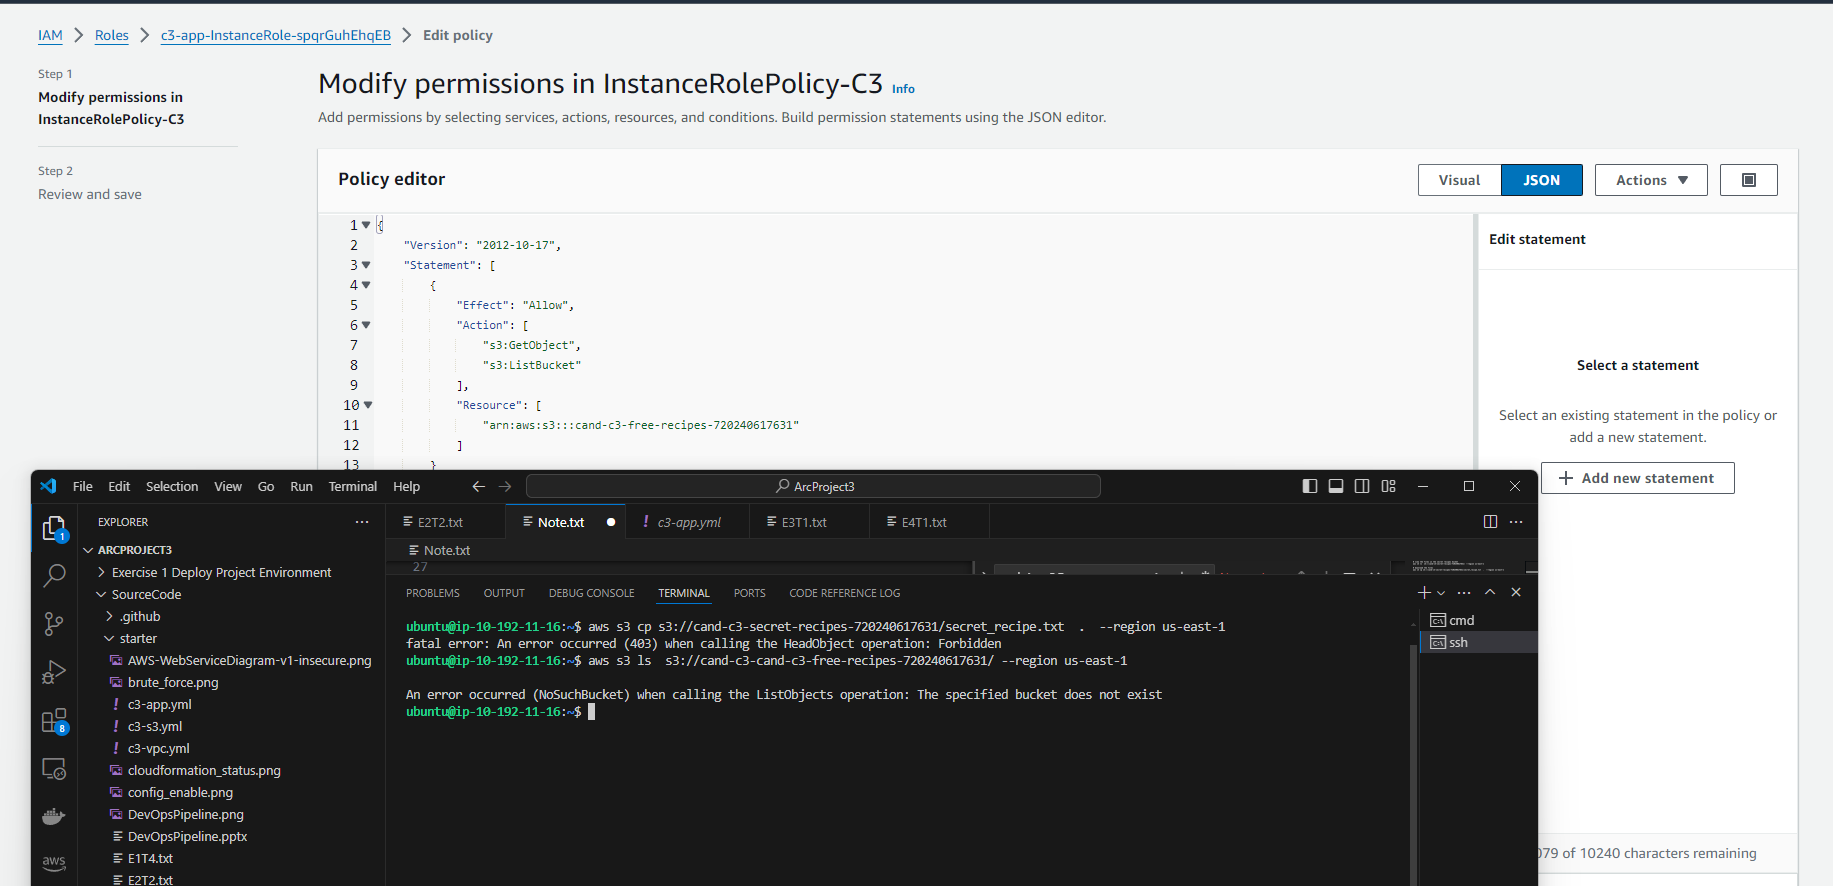 IAM > Roles > c3-app-InstanceRole-spqrGuhEhqEB > Edit policy
Step 1
Modify permissions in
InstanceRolePolicy-C3
Step 2
Review and save
Modify permissions in InstanceRolePolicy-C3 Info
Add permissions by selecting services, actions, resources, and conditions. Build permission statements using the JSON editor.
Policy editor
Visual JSON Actions
1 {
2 "Version": "2012-10-17",
3 "Statement": [
4 {
5 "Effect": "Allow",
6 "Action": [
7 "s3:GetObject",
8 "s3:ListBucket"
9 ],
10 "Resource": [
11 "arn:aws:s3:::cand-c3-free-recipes-720240617631"
12 ]
13 }
Edit statement
Select a statement
Select an existing statement in the policy or
add a new statement.
+ Add new statement
079 of 10240 characters remaining
File Edit Selection View Go Run Terminal Help
ArcProject3
EXPLORER
ARCPROJECT3
Exercise 1 Deploy Project Environment
SourceCode
.github
starter
AWS-WebServiceDiagram-v1-insecure.png
brute_force.png
c3-app.yml
c3-s3.yml
c3-vpc.yml
cloudformation_status.png
config_enable.png
DevOpsPipeline.png
DevOpsPipeline.pptx
E1T4.txt
E2T2.txt
1
8
aws
E2T2.txt Note.txt c3-app.yml E3T1.txt E4T1.txt
Note.txt
27
PROBLEMS OUTPUT DEBUG CONSOLE TERMINAL PORTS CODE REFERENCE LOG
ubuntu@ip-10-192-11-16:~$ aws s3 cp s3://cand-c3-secret-recipes-720240617631/secret_recipe.txt . --region us-east-1
fatal error: An error occurred (403) when calling the HeadObject operation: Forbidden
ubuntu@ip-10-192-11-16:~$ aws s3 ls s3://cand-c3-cand-c3-free-recipes-720240617631/ --region us-east-1
An error occurred (NoSuchBucket) when calling the ListObjects operation: The specified bucket does not exist
ubuntu@ip-10-192-11-16:~$
cmd
ssh